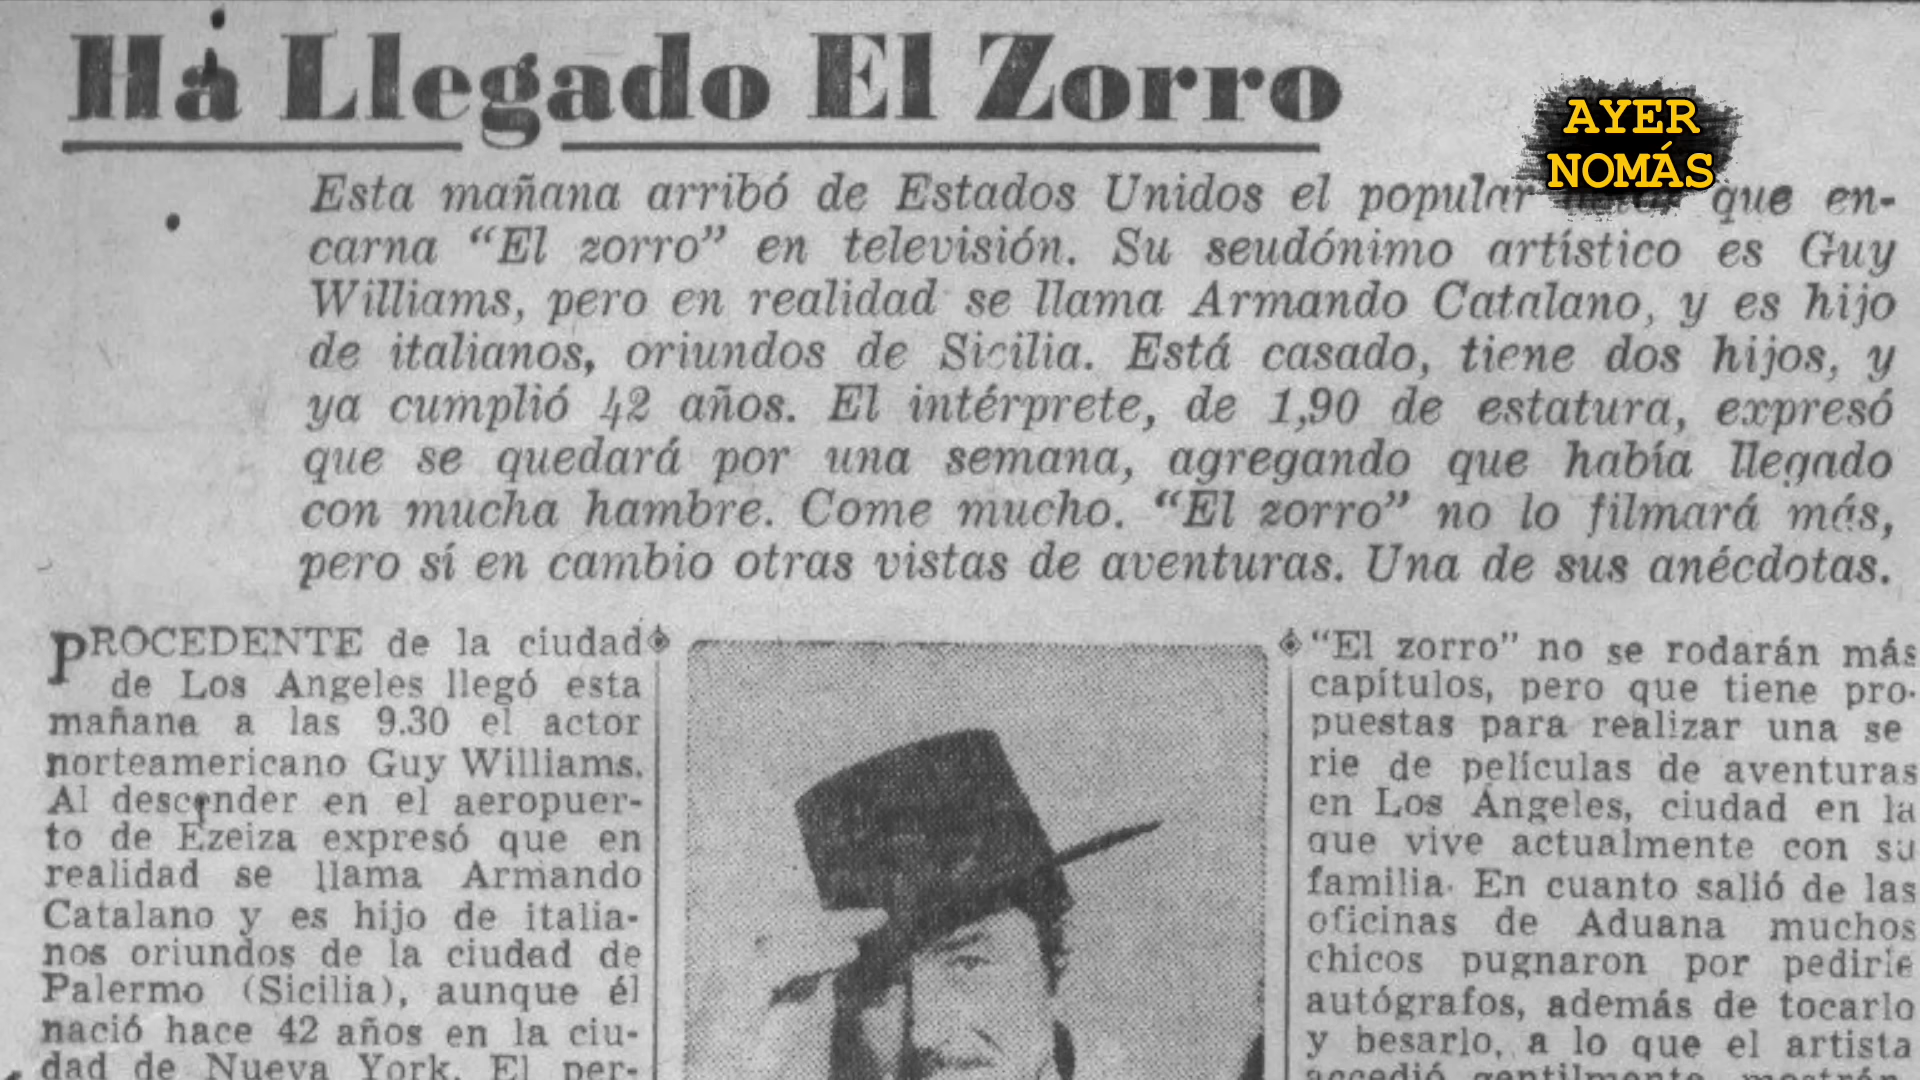 Ha Llegado El Zorro
AYER
NOMÁS
Esta mañana arribó de Estados Unidos el popular que en-
carna "El zorro" en televisión. Su seudónimo artístico es Guy
Williams, pero en realidad se llama Armando Catalano, y es hijo
de italianos, oriundos de Sicilia. Está casado, tiene dos hijos, y
ya cumplió 42 años. El intérprete, de 1,90 de estatura, expresó
que se quedará por una semana, agregando que había llegado
con mucha hambre. Come mucho. "El zorro" no lo filmará más,
pero sí en cambio otras vistas de aventuras. Una de sus anécdotas.
PROCEDENTE de la ciudad
de Los Angeles llegó esta
mañana a las 9.30 el actor
norteamericano Guy Williams.
Al descender en el aeropuer-
to de Ezeiza expresó que en
realidad se llama Armando
Catalano y es hijo de italia-
nos oriundos de la ciudad de
Palermo (Sicilia), aunque él
nació hace 42 años en la ciu-
dad de Nueva York. El per-
"El zorro" no se rodarán más
capítulos, pero que tiene pro-
puestas para realizar una se
rie de películas de aventuras
en Los Angeles, ciudad en la
que vive actualmente con su
familia. En cuanto salió de las
oficinas de Aduana muchos
chicos pugnaron por pedirle
autógrafos, además de tocarlo
y besarlo, a lo que el artista
accedió gentilmente, mostrán-